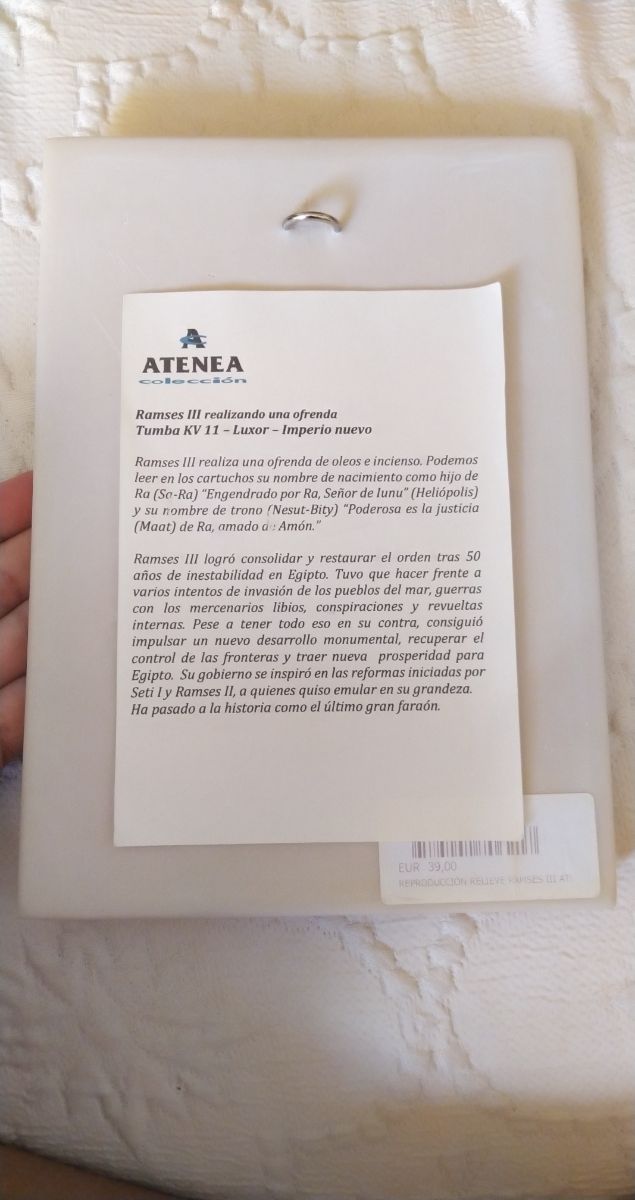 ATENEA
colección
Ramses III realizando una ofrenda
Tumba KV 11 – Luxor – Imperio nuevo
Ramses III realiza una ofrenda de oleos e incienso. Podemos
leer en los cartuchos su nombre de nacimiento como hijo de
Ra (Sa-Ra) “Engendrado por Ra, Señor de Iunu” (Heliópolis)
y su nombre de trono (Nesut-Bity) “Poderosa es la justicia
(Maat) de Ra, amado de Amón.”
Ramses III logró consolidar y restaurar el orden tras 50
años de inestabilidad en Egipto. Tuvo que hacer frente a
varios intentos de invasión de los pueblos del mar, guerras
con los mercenarios libios, conspiraciones y revueltas
internas. Pese a tener todo eso en su contra, consiguió
impulsar un nuevo desarrollo monumental, recuperar el
control de las fronteras y traer nueva prosperidad para
Egipto. Su gobierno se inspiró en las reformas iniciadas por
Seti I y Ramses II, a quienes quiso emular en su grandeza.
Ha pasado a la historia como el último gran faraón.
EUR 39,00
REPRODUCCION RELIEVE RAMSES III AT